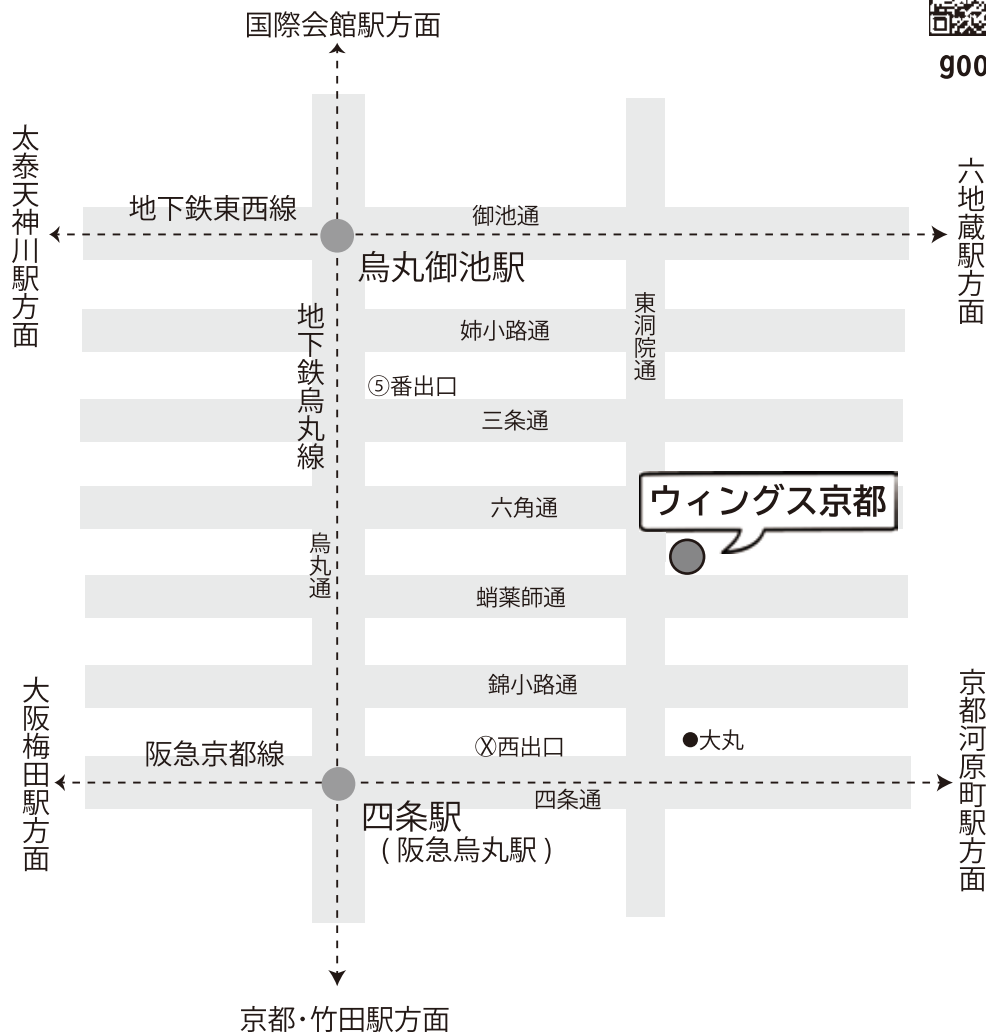 国際会館駅方面
goo
太秦天神川駅方面
地下鉄東西線
御池通
六地蔵駅方面
烏丸御池駅
地下鉄烏丸線
姉小路通
東洞院通
⑤番出口
三条通
ウィングス京都
六角通
烏丸通
蛸薬師通
錦小路通
大阪梅田駅方面
阪急京都線
Ⓧ西出口
●大丸
京都河原町駅方面
四条通
四条駅
(阪急烏丸駅)
京都・竹田駅方面